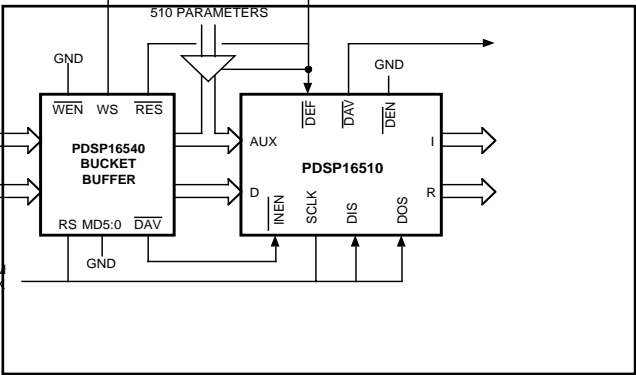 510 PARAMETERS
GND
GND
WEN WS RES
DEF
DAV
DEN
PDSP16540
BUCKET
BUFFER
AUX
I
PDSP16510
D
R
RS MD5:0 DAV
INEN
SCLK
DIS
DOS
GND